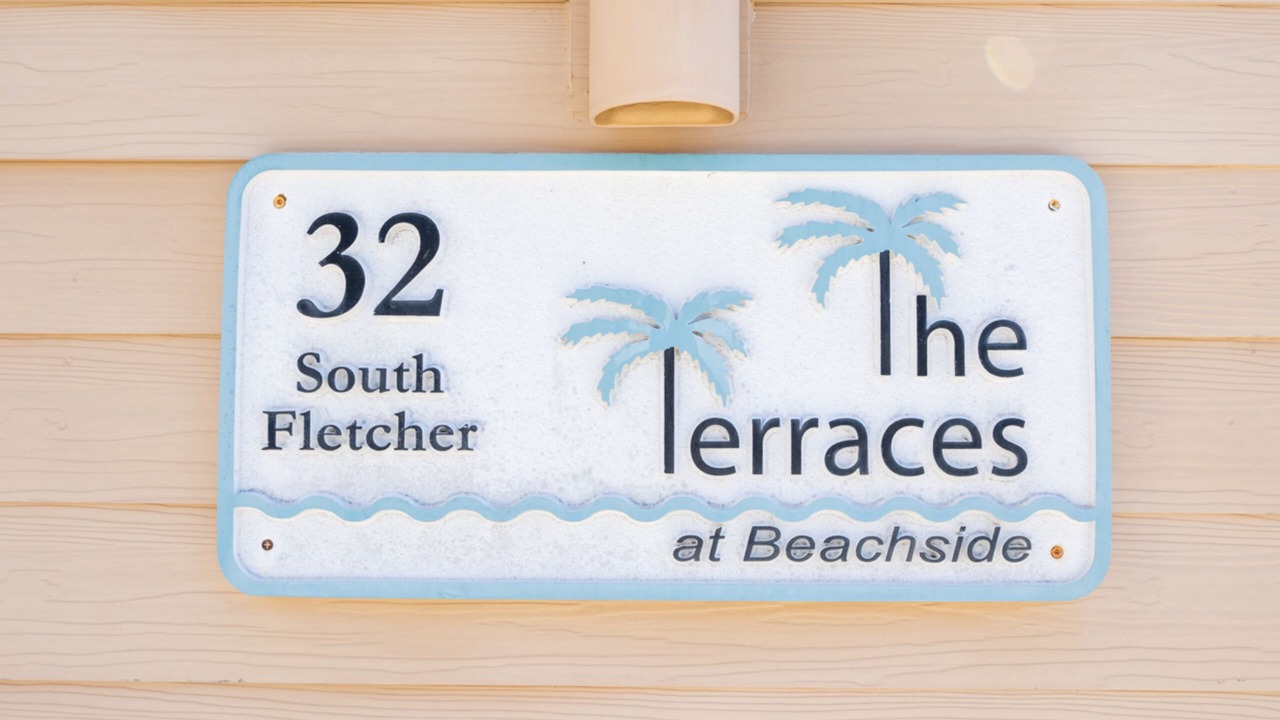 32
South
Fletcher
The
Terraces
at Beachside